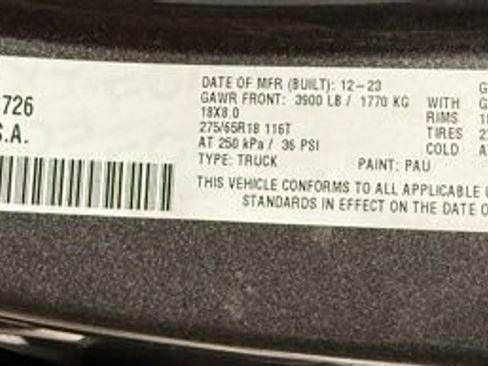 726
S.A.
DATE OF MFR (BUILT): 12-23
GAWR FRONT: 3900 LB / 1770 KG WITH
18X8.0 RIMS
275/65R18 116T TIRES
AT 250 kPa / 36 PSI COLD
TYPE: TRUCK PAINT: PAU
THIS VEHICLE CONFORMS TO ALL APPLICABLE
STANDARDS IN EFFECT ON THE DATE O